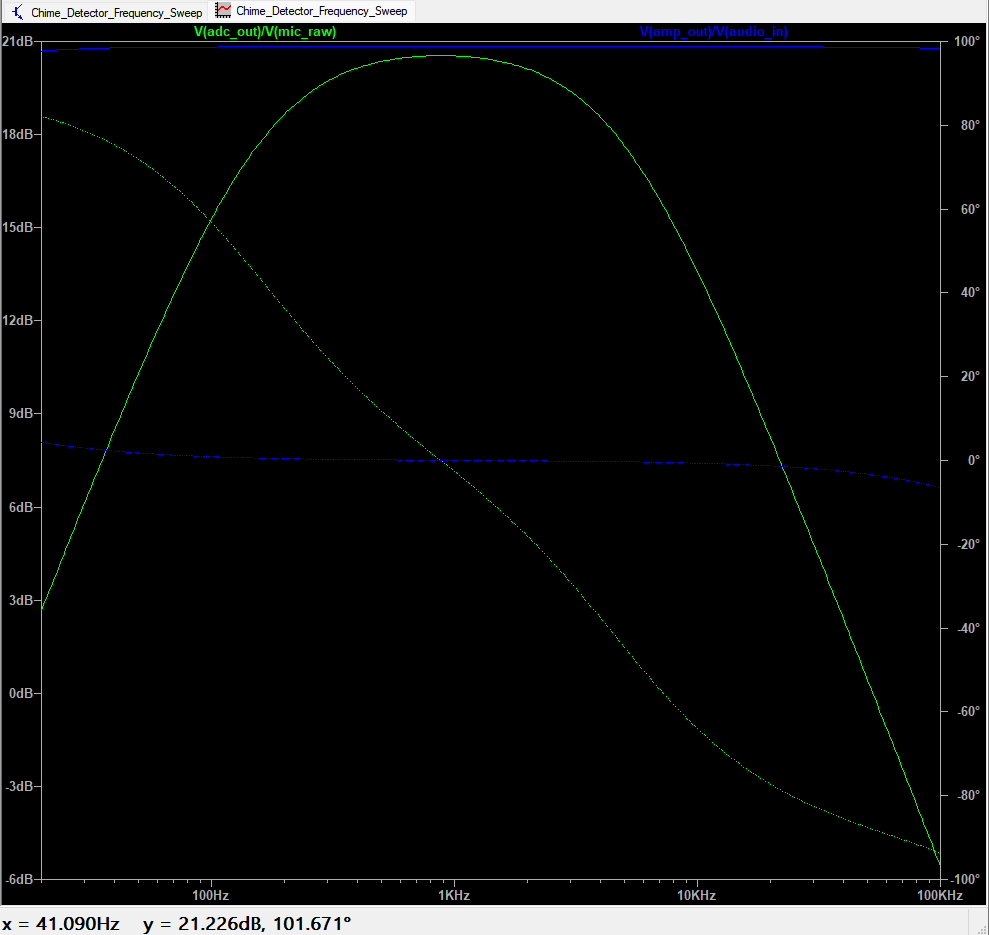 Chime_Detector_Frequency_Sweep Chime_Detector_Frequency_Sweep
V(adc_out)/V(mic_raw) V(amp_out)/V(audio_in)
21dB 100°
18dB 80°
15dB 60°
12dB 40°
9dB 20°
6dB 0°
3dB -20°
0dB -40°
-3dB -60°
-6dB -80°
-100°
100Hz 1KHz 10KHz 100KHz
x = 41.090Hz y = 21.226dB, 101.671°